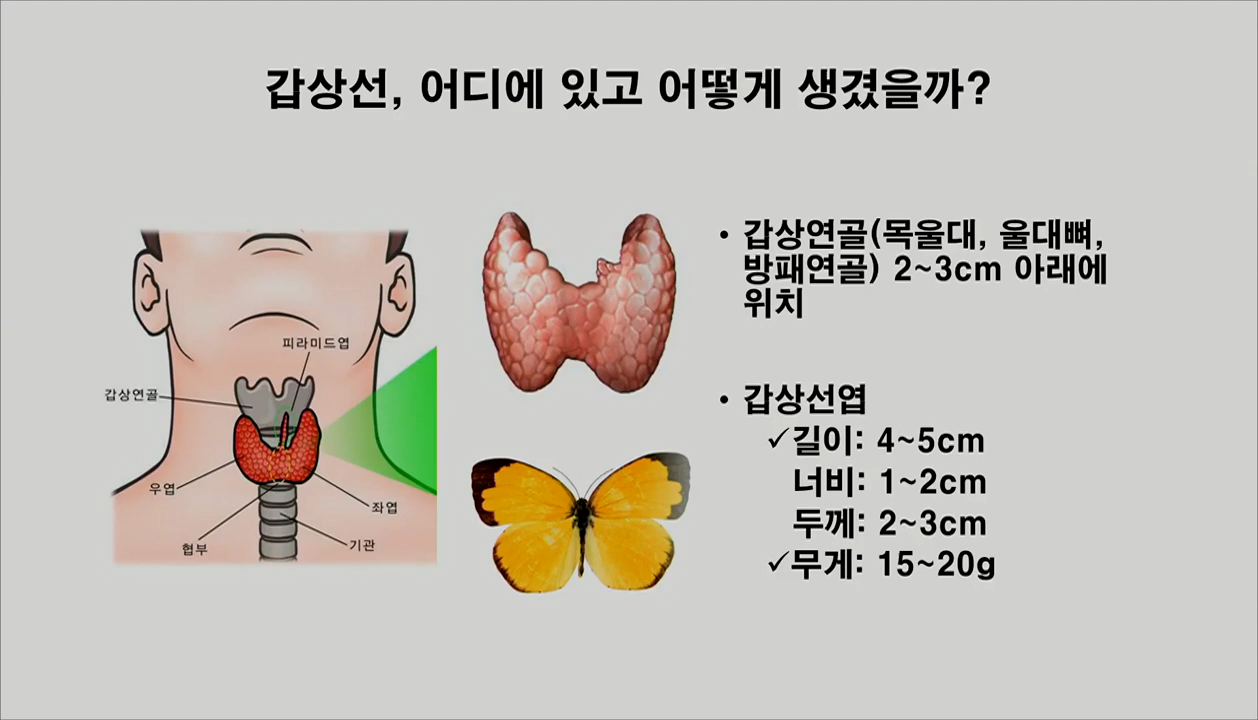 갑상선, 어디에 있고 어떻게 생겼을까?
피라미드엽
갑상연골
우엽
좌엽
협부
기관
• 갑상연골(목울대, 울대뼈,
방패연골) 2~3cm 아래에
위치
• 갑상선엽
✓길이: 4~5cm
너비: 1~2cm
두께: 2~3cm
✓무게: 15~20g